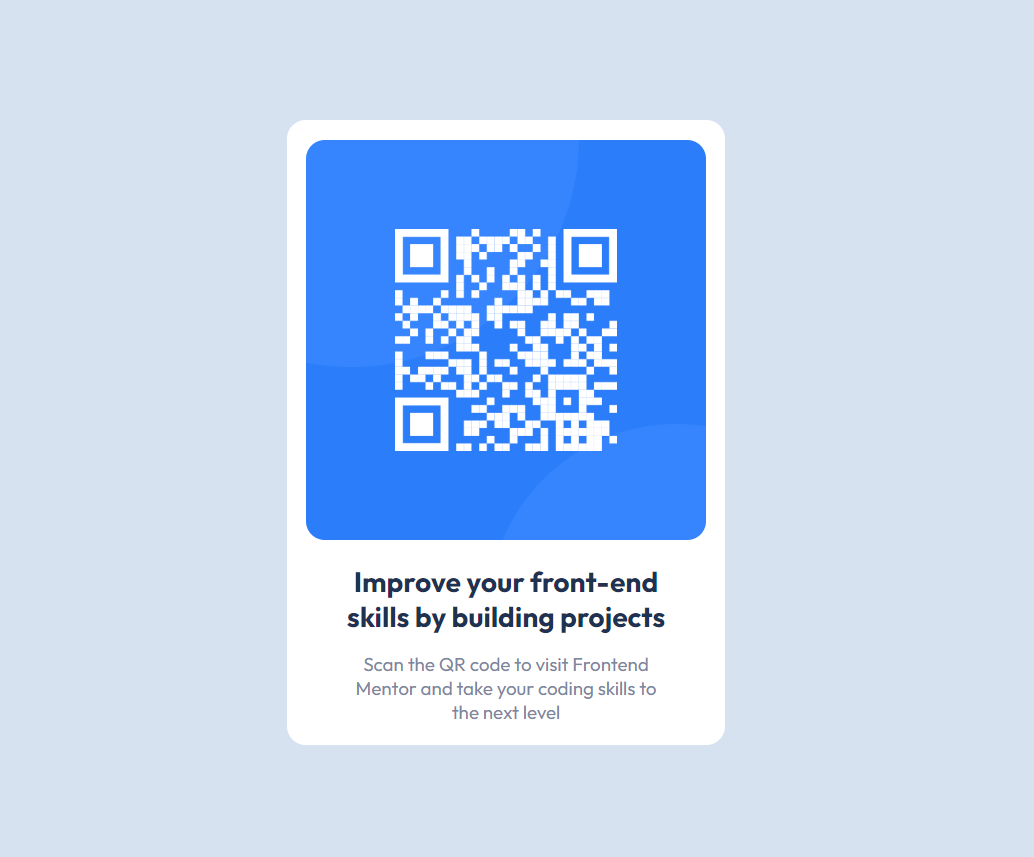 Improve your front-end
skills by building projects
Scan the QR code to visit Frontend
Mentor and take your coding skills to
the next level